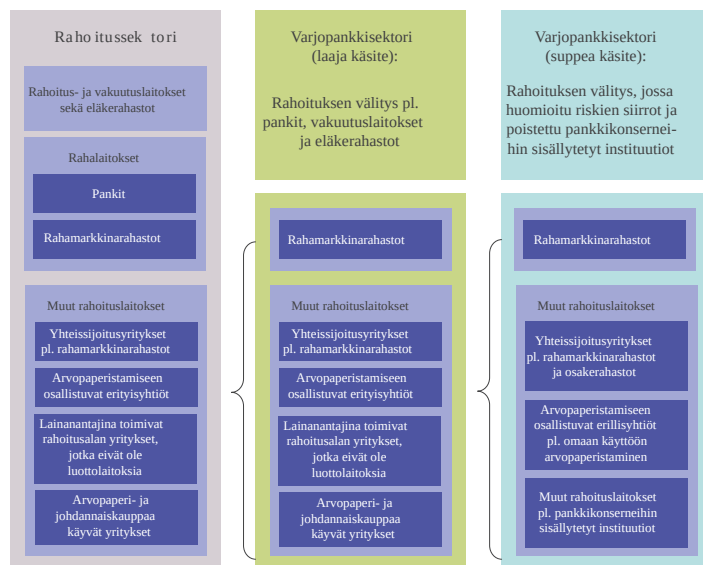 Rahoitussektori
Rahoitus- ja vakuutuslaitokset
sekä eläkerahastot
Rahalaitokset
Pankit
Rahamarkkinarahastot
Muut rahoituslaitokset
Yhteissijoitusyritykset
pl. rahamarkkinarahastot
Arvopaperistamiseen
osallistuvat erityisyhtiöt
Lainanantajina toimivat
rahoitusalan yritykset,
jotka eivät ole
luottolaitoksia
Arvopaperi- ja
johdannaiskauppaa
käyvät yritykset
Varjopankkisektori
(laaja käsite):
Rahoituksen välitys pl.
pankit, vakuutuslaitokset
ja eläkerahastot
Rahamarkkinarahastot
Muut rahoituslaitokset
Yhteissijoitusyritykset
pl. rahamarkkinarahastot
Arvopaperistamiseen
osallistuvat erityisyhtiöt
Lainanantajina toimivat
rahoitusalan yritykset,
jotka eivät ole
luottolaitoksia
Arvopaperi- ja
johdannaiskauppaa
käyvät yritykset
Varjopankkisektori
(suppea käsite):
Rahoituksen välitys, jossa
huomioitu riskien siirrot ja
poistettu pankkikonsernei-
hin sisällytetyt instituutiot
Rahamarkkinarahastot
Muut rahoituslaitokset
Yhteissijoitusyritykset
pl. rahamarkkinarahastot
ja osakerahastot
Arvopaperistamiseen
osallistuvat erillisyhtiöt
pl. omaan käyttöön
arvopaperistaminen
Muut rahoituslaitokset
pl. pankkikonserneihin
sisällytetyt instituutiot